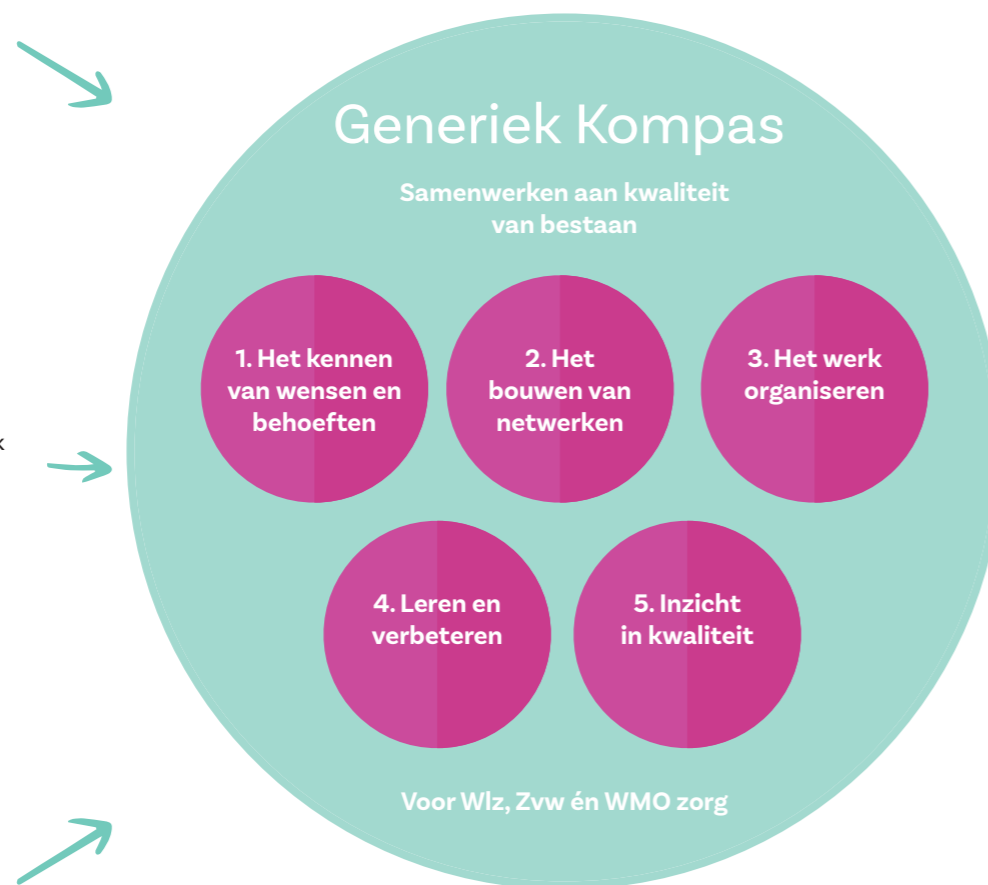 Generiek Kompas
Samenwerken aan kwaliteit
van bestaan
1. Het kennen
van wensen en
behoeften
2. Het
bouwen van
netwerken
3. Het werk
organiseren
4. Leren en
verbeteren
5. Inzicht
in kwaliteit
Voor Wlz, Zvw én WMO zorg